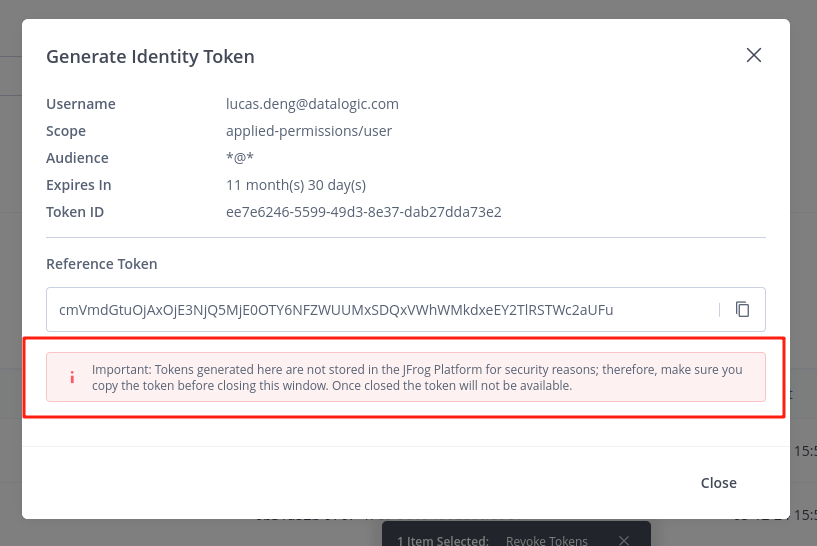 Generate Identity Token
Username lucas.deng@datalogic.com
Scope applied-permissions/user
Audience *@*
Expires In 11 month(s) 30 day(s)
Token ID ee7e6246-5599-49d3-8e37-dab27dda73e2
Reference Token
cmVmdGtuOjAxOjE3NjQ5MjE0OTY6NFZWUUMxSDQxVWhWMkdxeEY2TlRSTWc2aUFu
Important: Tokens generated here are not stored in the JFrog Platform for security reasons; therefore, make sure you
copy the token before closing this window. Once closed the token will not be available.
Close
1 Item Selected: Revoke Tokens